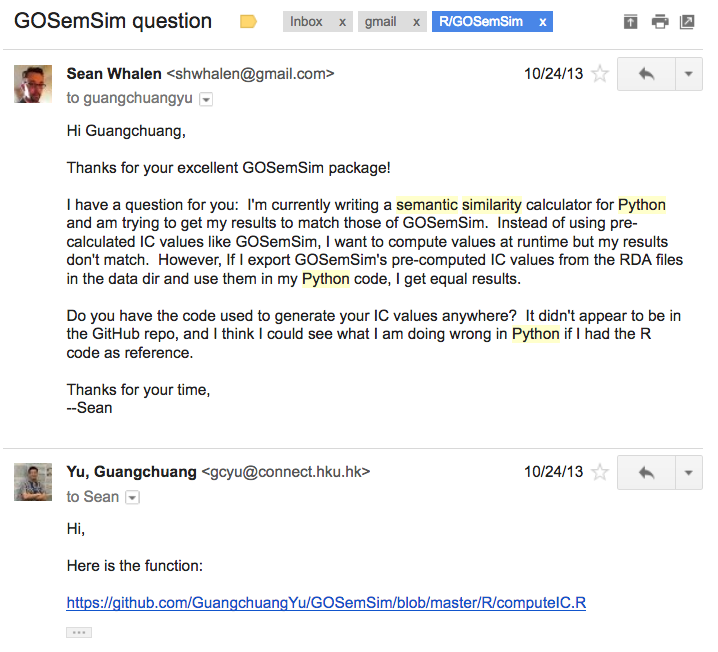 GOSemSim question
Inbox x gmail x R/GOSemSim x
Sean Whalen <shwhalen@gmail.com>
10/24/13
to guangchuangyu
Hi Guangchuang,
Thanks for your excellent GOSemSim package!
I have a question for you:  I'm currently writing a semantic similarity calculator for Python
and am trying to get my results to match those of GOSemSim.  Instead of using pre-
calculated IC values like GOSemSim, I want to compute values at runtime but my results
don't match.  However, If I export GOSemSim's pre-computed IC values from the RDA files
in the data dir and use them in my Python code, I get equal results.
Do you have the code used to generate your IC values anywhere?  It didn't appear to be in
the GitHub repo, and I think I could see what I am doing wrong in Python if I had the R
code as reference.
Thanks for your time,
--Sean
Yu, Guangchuang <gcyu@connect.hku.hk>
10/24/13
to Sean
Hi,
Here is the function:
https://github.com/GuangchuangYu/GOSemSim/blob/master/R/computeIC.R